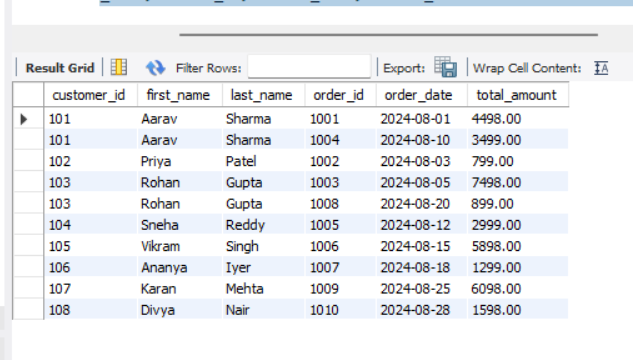 Result Grid Filter Rows: Export: Wrap Cell Content:
customer_id first_name last_name order_id order_date total_amount
101 Aarav Sharma 1001 2024-08-01 4498.00
101 Aarav Sharma 1004 2024-08-10 3499.00
102 Priya Patel 1002 2024-08-03 799.00
103 Rohan Gupta 1003 2024-08-05 7498.00
103 Rohan Gupta 1008 2024-08-20 899.00
104 Sneha Reddy 1005 2024-08-12 2999.00
105 Vikram Singh 1006 2024-08-15 5898.00
106 Ananya Iyer 1007 2024-08-18 1299.00
107 Karan Mehta 1009 2024-08-25 6098.00
108 Divya Nair 1010 2024-08-28 1598.00